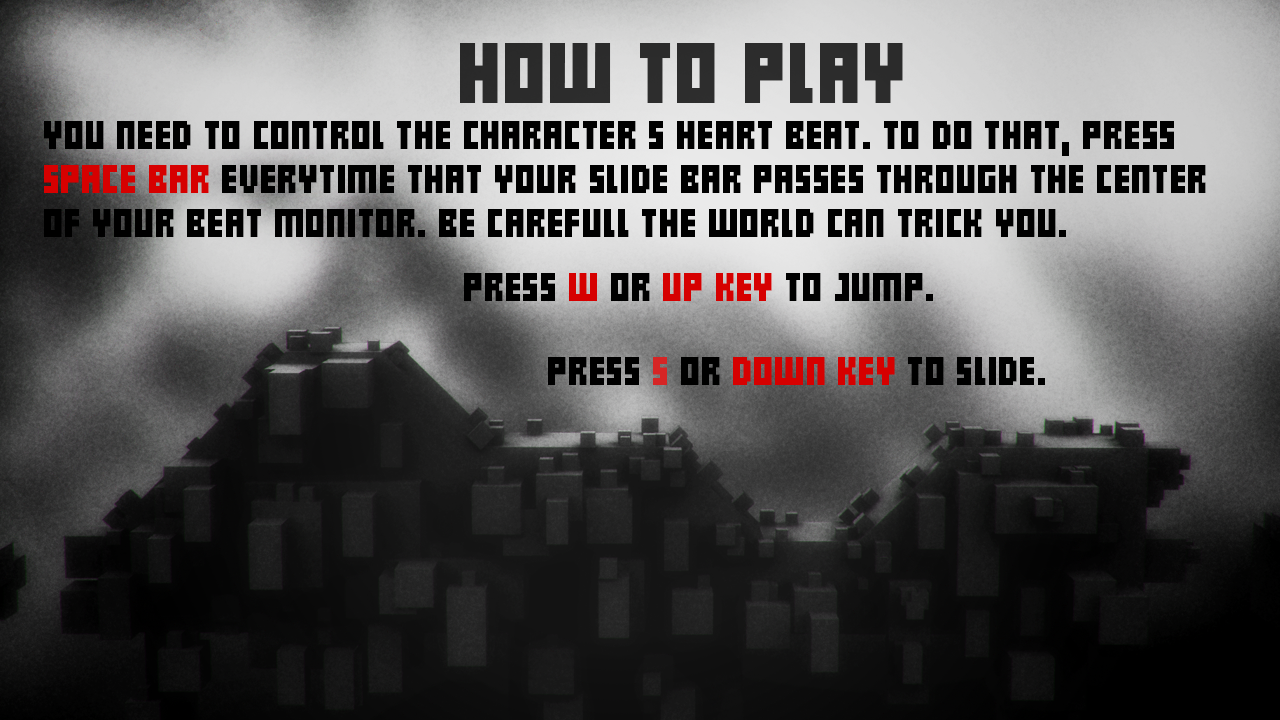 HOW TO PLAY
YOU NEED TO CONTROL THE CHARACTER S HEART BEAT. TO DO THAT, PRESS
SPACE BAR EVERYTIME THAT YOUR SLIDE BAR PASSES THROUGH THE CENTER
OF YOUR BEAT MONITOR. BE CAREFULL THE WORLD CAN TRICK YOU.
PRESS W OR UP KEY TO JUMP.
PRESS S OR DOWN KEY TO SLIDE.